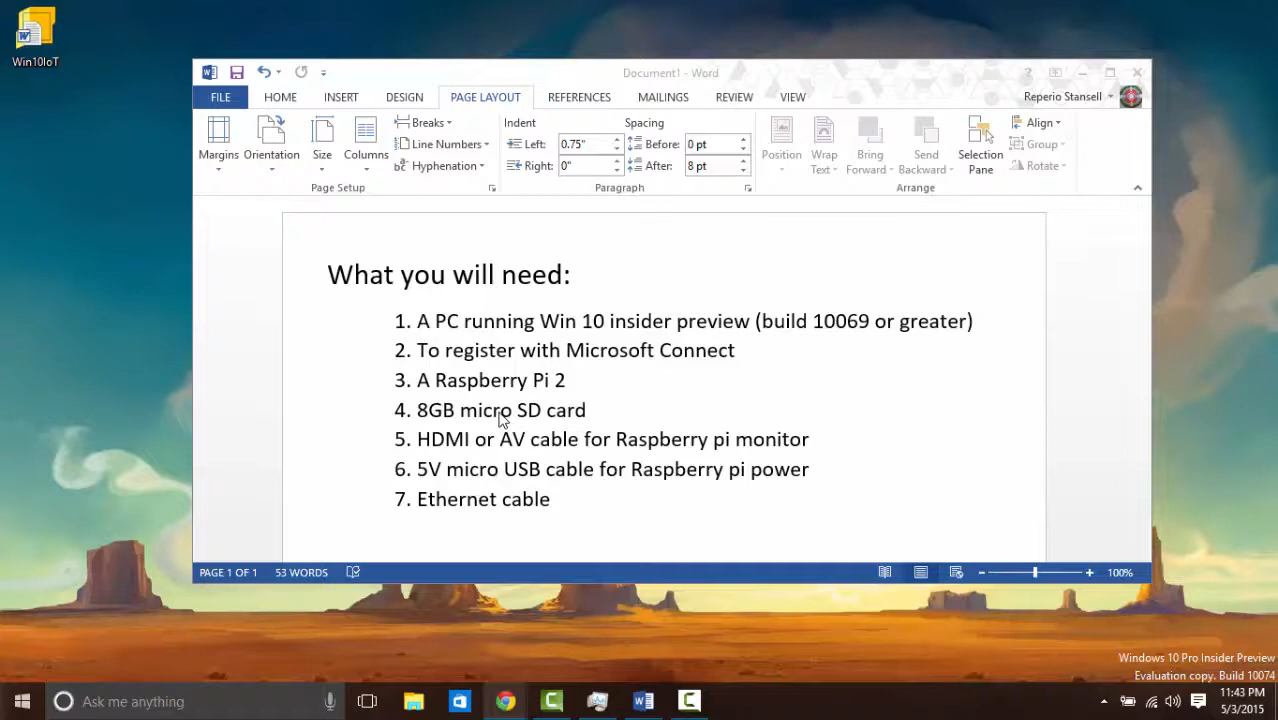 Win10IoT
Document1 - Word
?
Reperio Stansell
FILE HOME INSERT DESIGN PAGE LAYOUT REFERENCES MAILINGS REVIEW VIEW
Margins
Orientation
Size
Columns
Breaks
Line Numbers
Hyphenation
Page Setup
Indent
Left: 0.75"
Right: 0"
Spacing
Before: 0 pt
After: 8 pt
Paragraph
Position
Wrap
Text
Bring
Forward
Send
Backward
Selection
Pane
Align
Group
Rotate
Arrange
What you will need:
1. A PC running Win 10 insider preview (build 10069 or greater)
2. To register with Microsoft Connect
3. A Raspberry Pi 2
4. 8GB micro SD card
5. HDMI or AV cable for Raspberry pi monitor
6. 5V micro USB cable for Raspberry pi power
7. Ethernet cable
PAGE 1 OF 1 53 WORDS 100%
Windows 10 Pro Insider Preview
Evaluation copy. Build 10074
Ask me anything
11:43 PM
5/3/2015